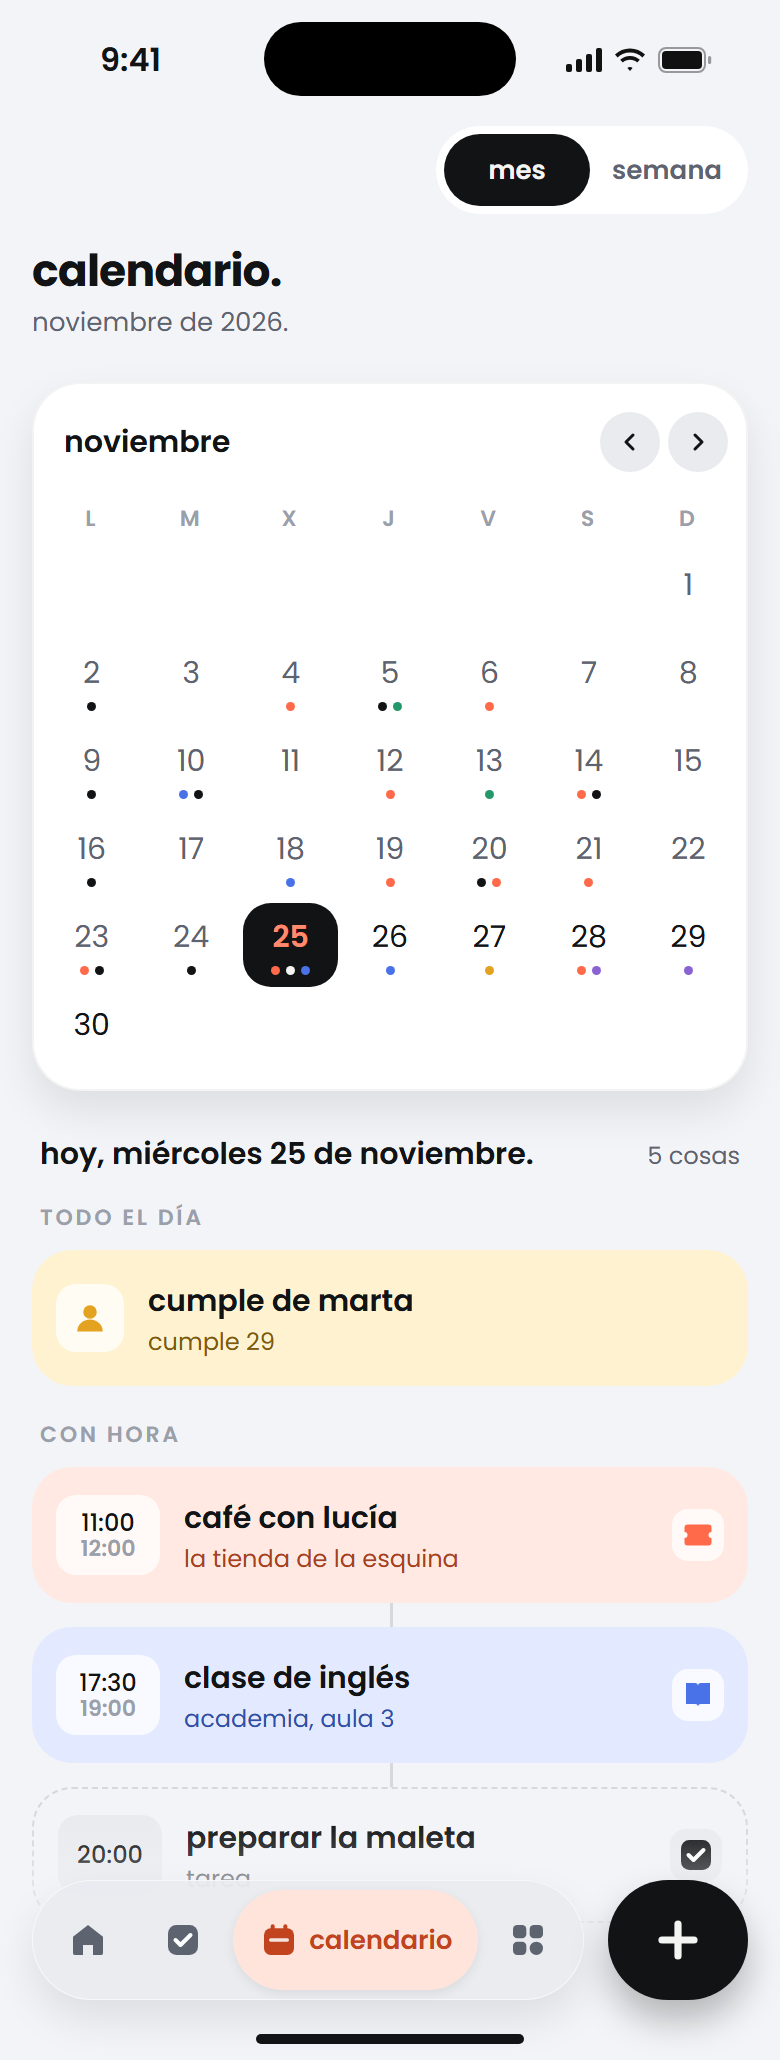 9:41
mes semana
calendario.
noviembre de 2026.
noviembre
L M X J V S D
1
2 3 4 5 6 7 8
9 10 11 12 13 14 15
16 17 18 19 20 21 22
23 24 25 26 27 28 29
30
hoy, miércoles 25 de noviembre. 5 cosas
TODO EL DÍA
cumple de marta
cumple 29
CON HORA
11:00
12:00
café con lucía
la tienda de la esquina
17:30
19:00
clase de inglés
academia, aula 3
20:00
preparar la maleta
tarea
calendario